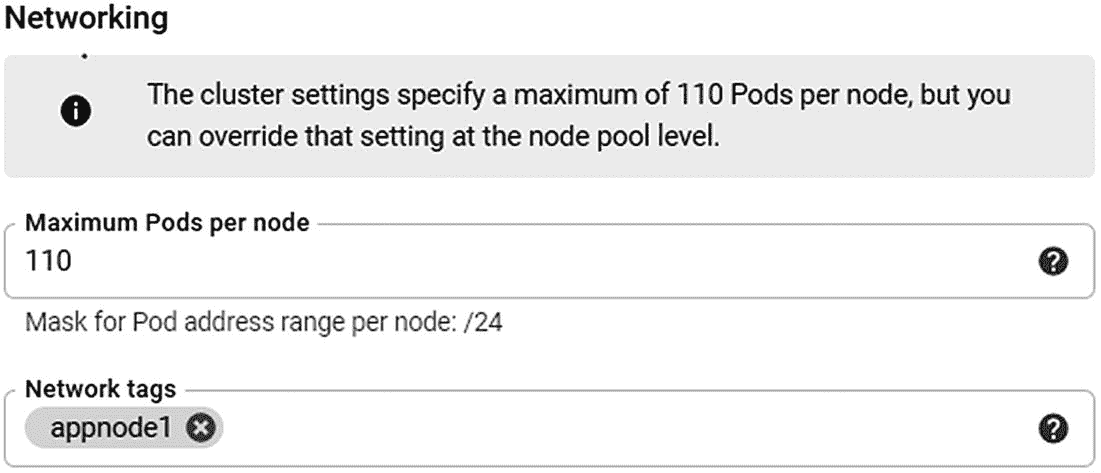 Networking
The cluster settings specify a maximum of 110 Pods per node, but you
can override that setting at the node pool level.
Maximum Pods per node
110
Mask for Pod address range per node: /24
Network tags
appnode1